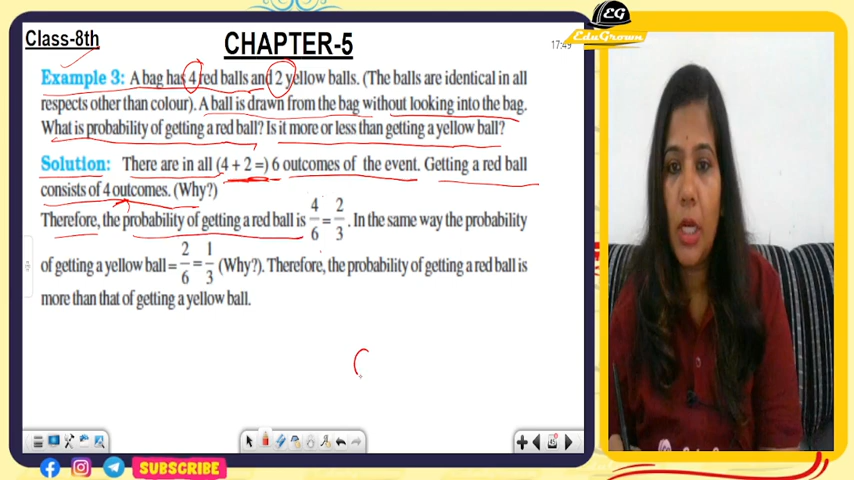 EG
EduGrown
Class-8th
CHAPTER-5
17:49
Example 3: A bag has 4 red balls and 2 yellow balls. (The balls are identical in all
respects other than colour). A ball is drawn from the bag without looking into the bag.
What is probability of getting a red ball? Is it more or less than getting a yellow ball?
Solution: There are in all (4 + 2 =) 6 outcomes of the event. Getting a red ball
consists of 4 outcomes. (Why?)
Therefore, the probability of getting a red ball is 4/6 = 2/3. In the same way the probability
of getting a yellow ball = 2/6 = 1/3 (Why?). Therefore, the probability of getting a red ball is
more than that of getting a yellow ball.
SUBSCRIBE